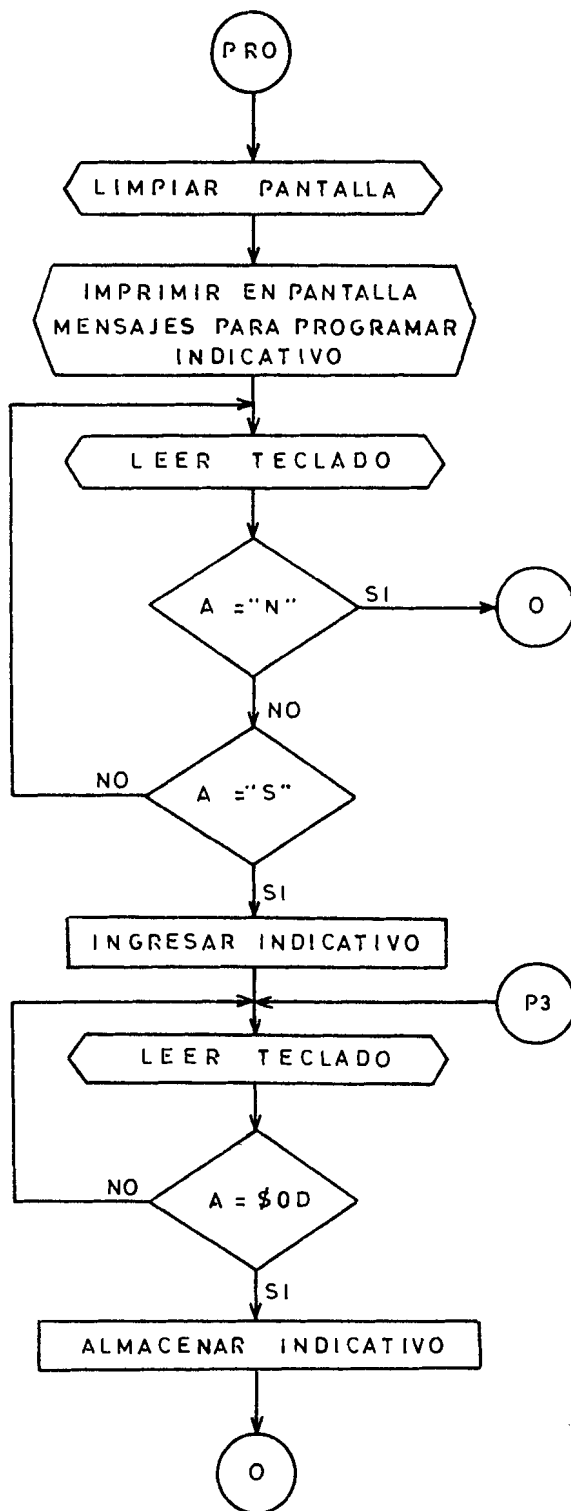 PRO
LIMPIAR PANTALLA
IMPRIMIR EN PANTALLA
MENSAJES PARA PROGRAMAR
INDICATIVO
LEER TECLADO
A ="N"
SI
O
NO
A ="S"
NO
SI
INGRESAR INDICATIVO
P3
LEER TECLADO
A = $0D
NO
SI
ALMACENAR INDICATIVO
O